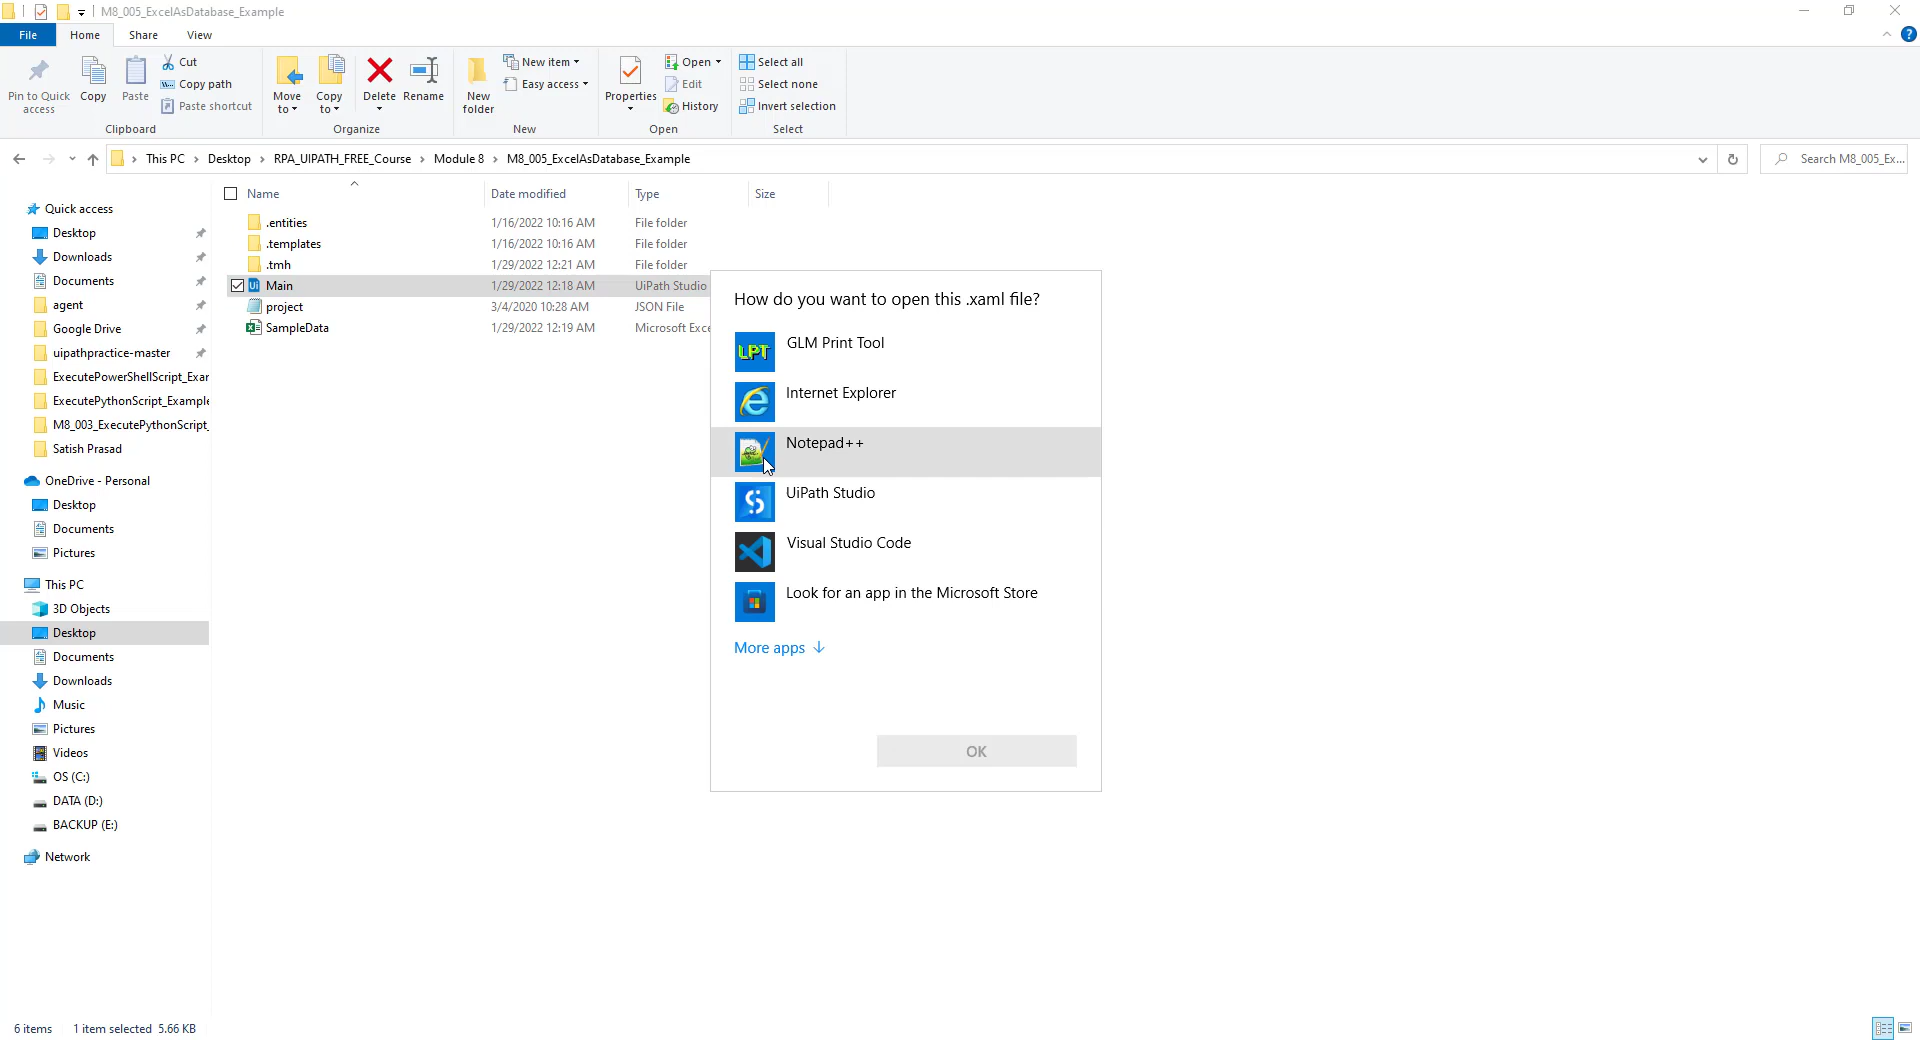 M8_005_ExcelAsDatabase_Example
File Home Share View
Pin to Quick access
Copy
Paste
Cut
Copy path
Paste shortcut
Clipboard
Move to
Copy to
Delete
Rename
Organize
New folder
New item
Easy access
New
Properties
Open
Edit
History
Open
Select all
Select none
Invert selection
Select
This PC Desktop RPA_UIPATH_FREE_Course Module 8 M8_005_ExcelAsDatabase_Example
Search M8_005_Ex...
Quick access
Desktop
Downloads
Documents
agent
Google Drive
uipathpractice-master
ExecutePowerShellScript_Exar
ExecutePythonScript_Example
M8_003_ExecutePythonScript_
Satish Prasad
OneDrive - Personal
Desktop
Documents
Pictures
This PC
3D Objects
Desktop
Documents
Downloads
Music
Pictures
Videos
OS (C:)
DATA (D:)
BACKUP (E:)
Network
Name Date modified Type Size
.entities 1/16/2022 10:16 AM File folder
.templates 1/16/2022 10:16 AM File folder
.tmh 1/29/2022 12:21 AM File folder
Ui Main 1/29/2022 12:18 AM UiPath Studio
project 3/4/2020 10:28 AM JSON File
SampleData 1/29/2022 12:19 AM Microsoft Exce
How do you want to open this .xaml file?
LPT GLM Print Tool
Internet Explorer
Notepad++
UiPath Studio
Visual Studio Code
Look for an app in the Microsoft Store
More apps
OK
6 items 1 item selected 5.66 KB